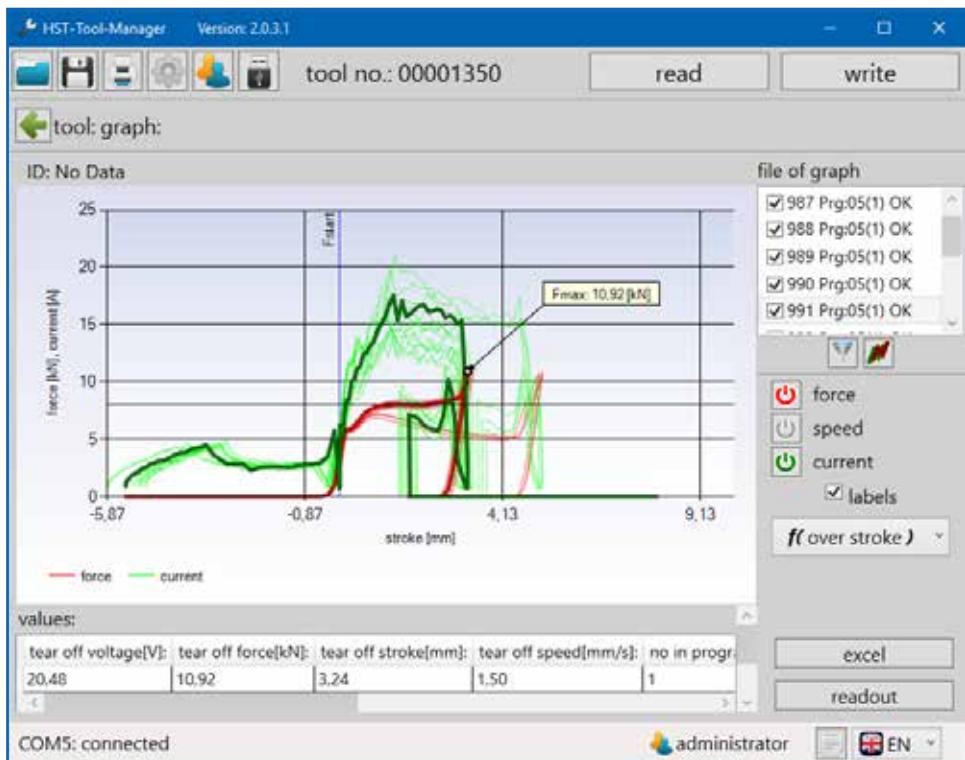 HST-Tool-Manager Version: 2.0.3.1
tool no.: 00001350 read write
tool: graph:
ID: No Data
file of graph
987 Prg:05(1) OK
988 Prg:05(1) OK
989 Prg:05(1) OK
990 Prg:05(1) OK
991 Prg:05(1) OK
force
speed
current
labels
f( over stroke )
force [kN], current [A]
25
20
15
10
5
0
Fstart
Fmax: 10,92 [kN]
-5,87 -0,87 4,13 9,13
stroke [mm]
force current
values:
tear off voltage[V]: tear off force[kN]: tear off stroke[mm]: tear off speed[mm/s]: no in progra
20,48 10,92 3,24 1,50 1
excel
readout
COM5: connected administrator EN